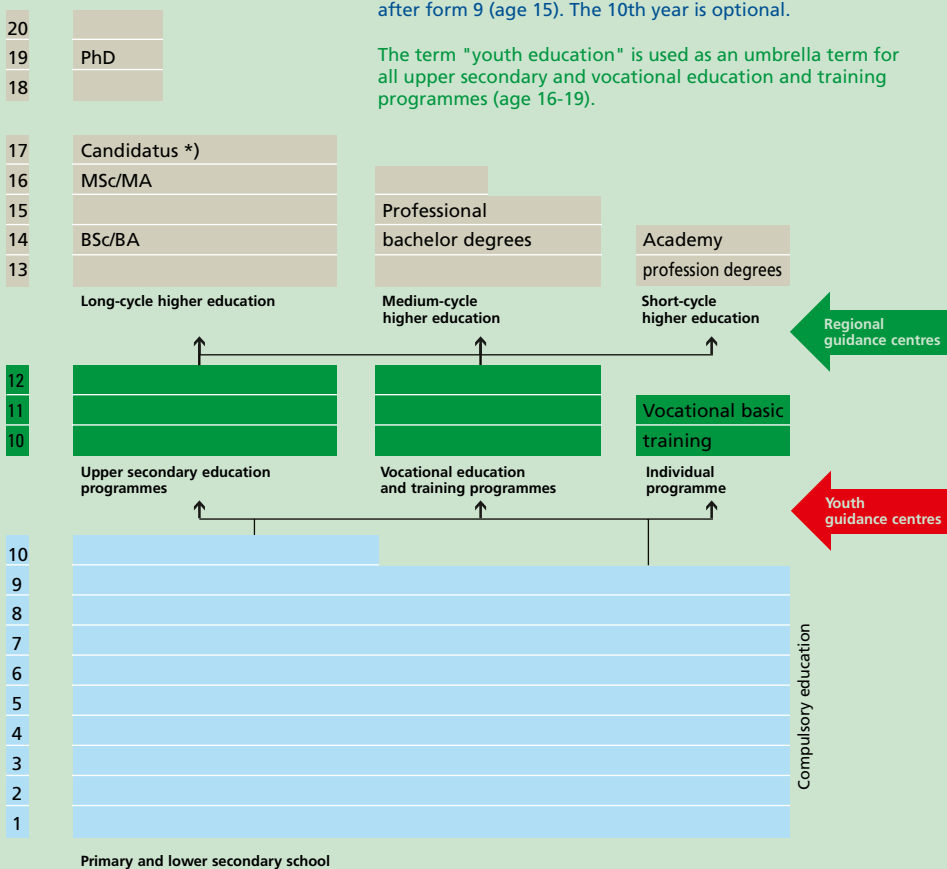 after form 9 (age 15). The 10th year is optional.
The term "youth education" is used as an umbrella term for
all upper secondary and vocational education and training
programmes (age 16-19).
20
19 PhD
18
17 Candidatus *)
16 MSc/MA
15 Professional
14 BSc/BA bachelor degrees Academy
13 profession degrees
Long-cycle higher education
Medium-cycle
higher education
Short-cycle
higher education
Regional
guidance centres
12
11 Vocational basic
10 training
Upper secondary education
programmes
Vocational education
and training programmes
Individual
programme
Youth
guidance centres
10
9
8
7
6
5
4
3
2
1
Compulsory education
Primary and lower secondary school